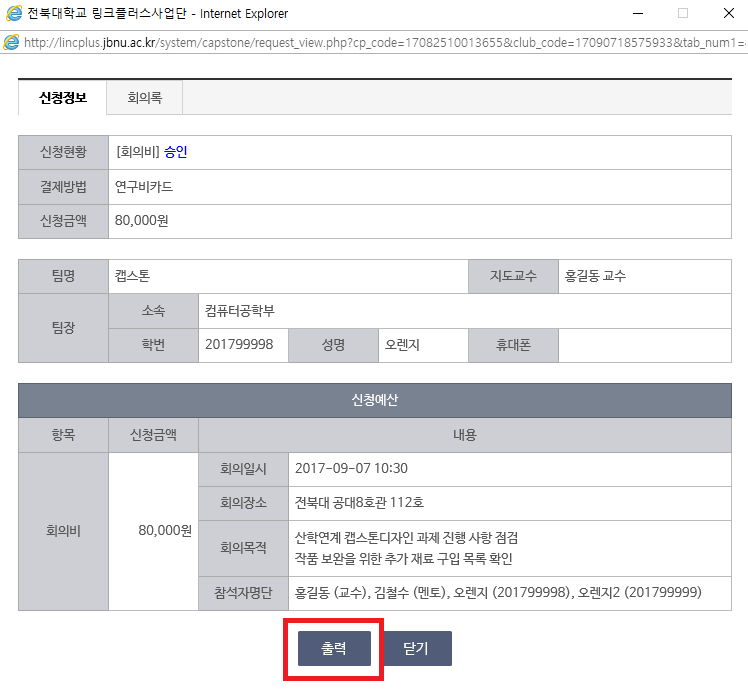 전북대학교 링크플러스사업단 - Internet Explorer
http://lincplus.jbnu.ac.kr/system/capstone/request_view.php?cp_code=17082510013655&club_code=17090718575933&tab_num1=
신청정보 회의록
신청현황 [회의비] 승인
결제방법 연구비카드
신청금액 80,000원
팀명 캡스톤 지도교수 홍길동 교수
팀장 소속 컴퓨터공학부
학번 201799998 성명 오렌지 휴대폰
신청예산
항목 신청금액 내용
회의비 80,000원 회의일시 2017-09-07 10:30
회의장소 전북대 공대8호관 112호
회의목적 산학연계 캡스톤디자인 과제 진행 사항 점검
작품 보완을 위한 추가 재료 구입 목록 확인
참석자명단 홍길동 (교수), 김철수 (멘토), 오렌지 (201799998), 오렌지2 (201799999)
출력 닫기